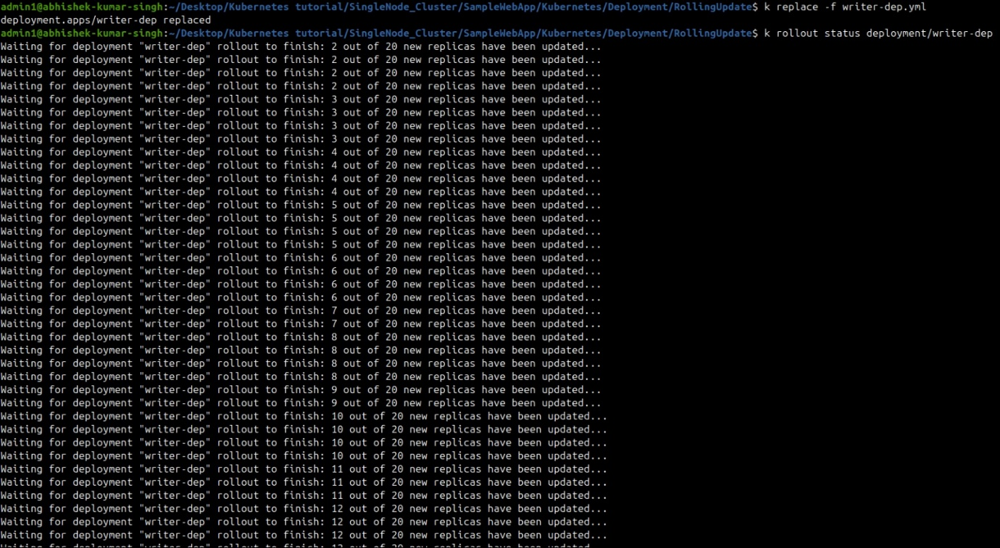 admin1@abhishek-kumar-singh:~/Desktop/Kubernetes tutorial/SingleNode_Cluster/SampleWebApp/Kubernetes/Deployment/RollingUpdate$ k replace -f writer-dep.yml
deployment.apps/writer-dep replaced
admin1@abhishek-kumar-singh:~/Desktop/Kubernetes tutorial/SingleNode_Cluster/SampleWebApp/Kubernetes/Deployment/RollingUpdate$ k rollout status deployment/writer-dep
Waiting for deployment "writer-dep" rollout to finish: 2 out of 20 new replicas have been updated...
Waiting for deployment "writer-dep" rollout to finish: 2 out of 20 new replicas have been updated...
Waiting for deployment "writer-dep" rollout to finish: 2 out of 20 new replicas have been updated...
Waiting for deployment "writer-dep" rollout to finish: 2 out of 20 new replicas have been updated...
Waiting for deployment "writer-dep" rollout to finish: 3 out of 20 new replicas have been updated...
Waiting for deployment "writer-dep" rollout to finish: 3 out of 20 new replicas have been updated...
Waiting for deployment "writer-dep" rollout to finish: 3 out of 20 new replicas have been updated...
Waiting for deployment "writer-dep" rollout to finish: 3 out of 20 new replicas have been updated...
Waiting for deployment "writer-dep" rollout to finish: 4 out of 20 new replicas have been updated...
Waiting for deployment "writer-dep" rollout to finish: 4 out of 20 new replicas have been updated...
Waiting for deployment "writer-dep" rollout to finish: 4 out of 20 new replicas have been updated...
Waiting for deployment "writer-dep" rollout to finish: 4 out of 20 new replicas have been updated...
Waiting for deployment "writer-dep" rollout to finish: 5 out of 20 new replicas have been updated...
Waiting for deployment "writer-dep" rollout to finish: 5 out of 20 new replicas have been updated...
Waiting for deployment "writer-dep" rollout to finish: 5 out of 20 new replicas have been updated...
Waiting for deployment "writer-dep" rollout to finish: 5 out of 20 new replicas have been updated...
Waiting for deployment "writer-dep" rollout to finish: 6 out of 20 new replicas have been updated...
Waiting for deployment "writer-dep" rollout to finish: 6 out of 20 new replicas have been updated...
Waiting for deployment "writer-dep" rollout to finish: 6 out of 20 new replicas have been updated...
Waiting for deployment "writer-dep" rollout to finish: 6 out of 20 new replicas have been updated...
Waiting for deployment "writer-dep" rollout to finish: 7 out of 20 new replicas have been updated...
Waiting for deployment "writer-dep" rollout to finish: 7 out of 20 new replicas have been updated...
Waiting for deployment "writer-dep" rollout to finish: 8 out of 20 new replicas have been updated...
Waiting for deployment "writer-dep" rollout to finish: 8 out of 20 new replicas have been updated...
Waiting for deployment "writer-dep" rollout to finish: 8 out of 20 new replicas have been updated...
Waiting for deployment "writer-dep" rollout to finish: 8 out of 20 new replicas have been updated...
Waiting for deployment "writer-dep" rollout to finish: 9 out of 20 new replicas have been updated...
Waiting for deployment "writer-dep" rollout to finish: 9 out of 20 new replicas have been updated...
Waiting for deployment "writer-dep" rollout to finish: 10 out of 20 new replicas have been updated...
Waiting for deployment "writer-dep" rollout to finish: 10 out of 20 new replicas have been updated...
Waiting for deployment "writer-dep" rollout to finish: 10 out of 20 new replicas have been updated...
Waiting for deployment "writer-dep" rollout to finish: 10 out of 20 new replicas have been updated...
Waiting for deployment "writer-dep" rollout to finish: 11 out of 20 new replicas have been updated...
Waiting for deployment "writer-dep" rollout to finish: 11 out of 20 new replicas have been updated...
Waiting for deployment "writer-dep" rollout to finish: 11 out of 20 new replicas have been updated...
Waiting for deployment "writer-dep" rollout to finish: 12 out of 20 new replicas have been updated...
Waiting for deployment "writer-dep" rollout to finish: 12 out of 20 new replicas have been updated...
Waiting for deployment "writer-dep" rollout to finish: 12 out of 20 new replicas have been updated...